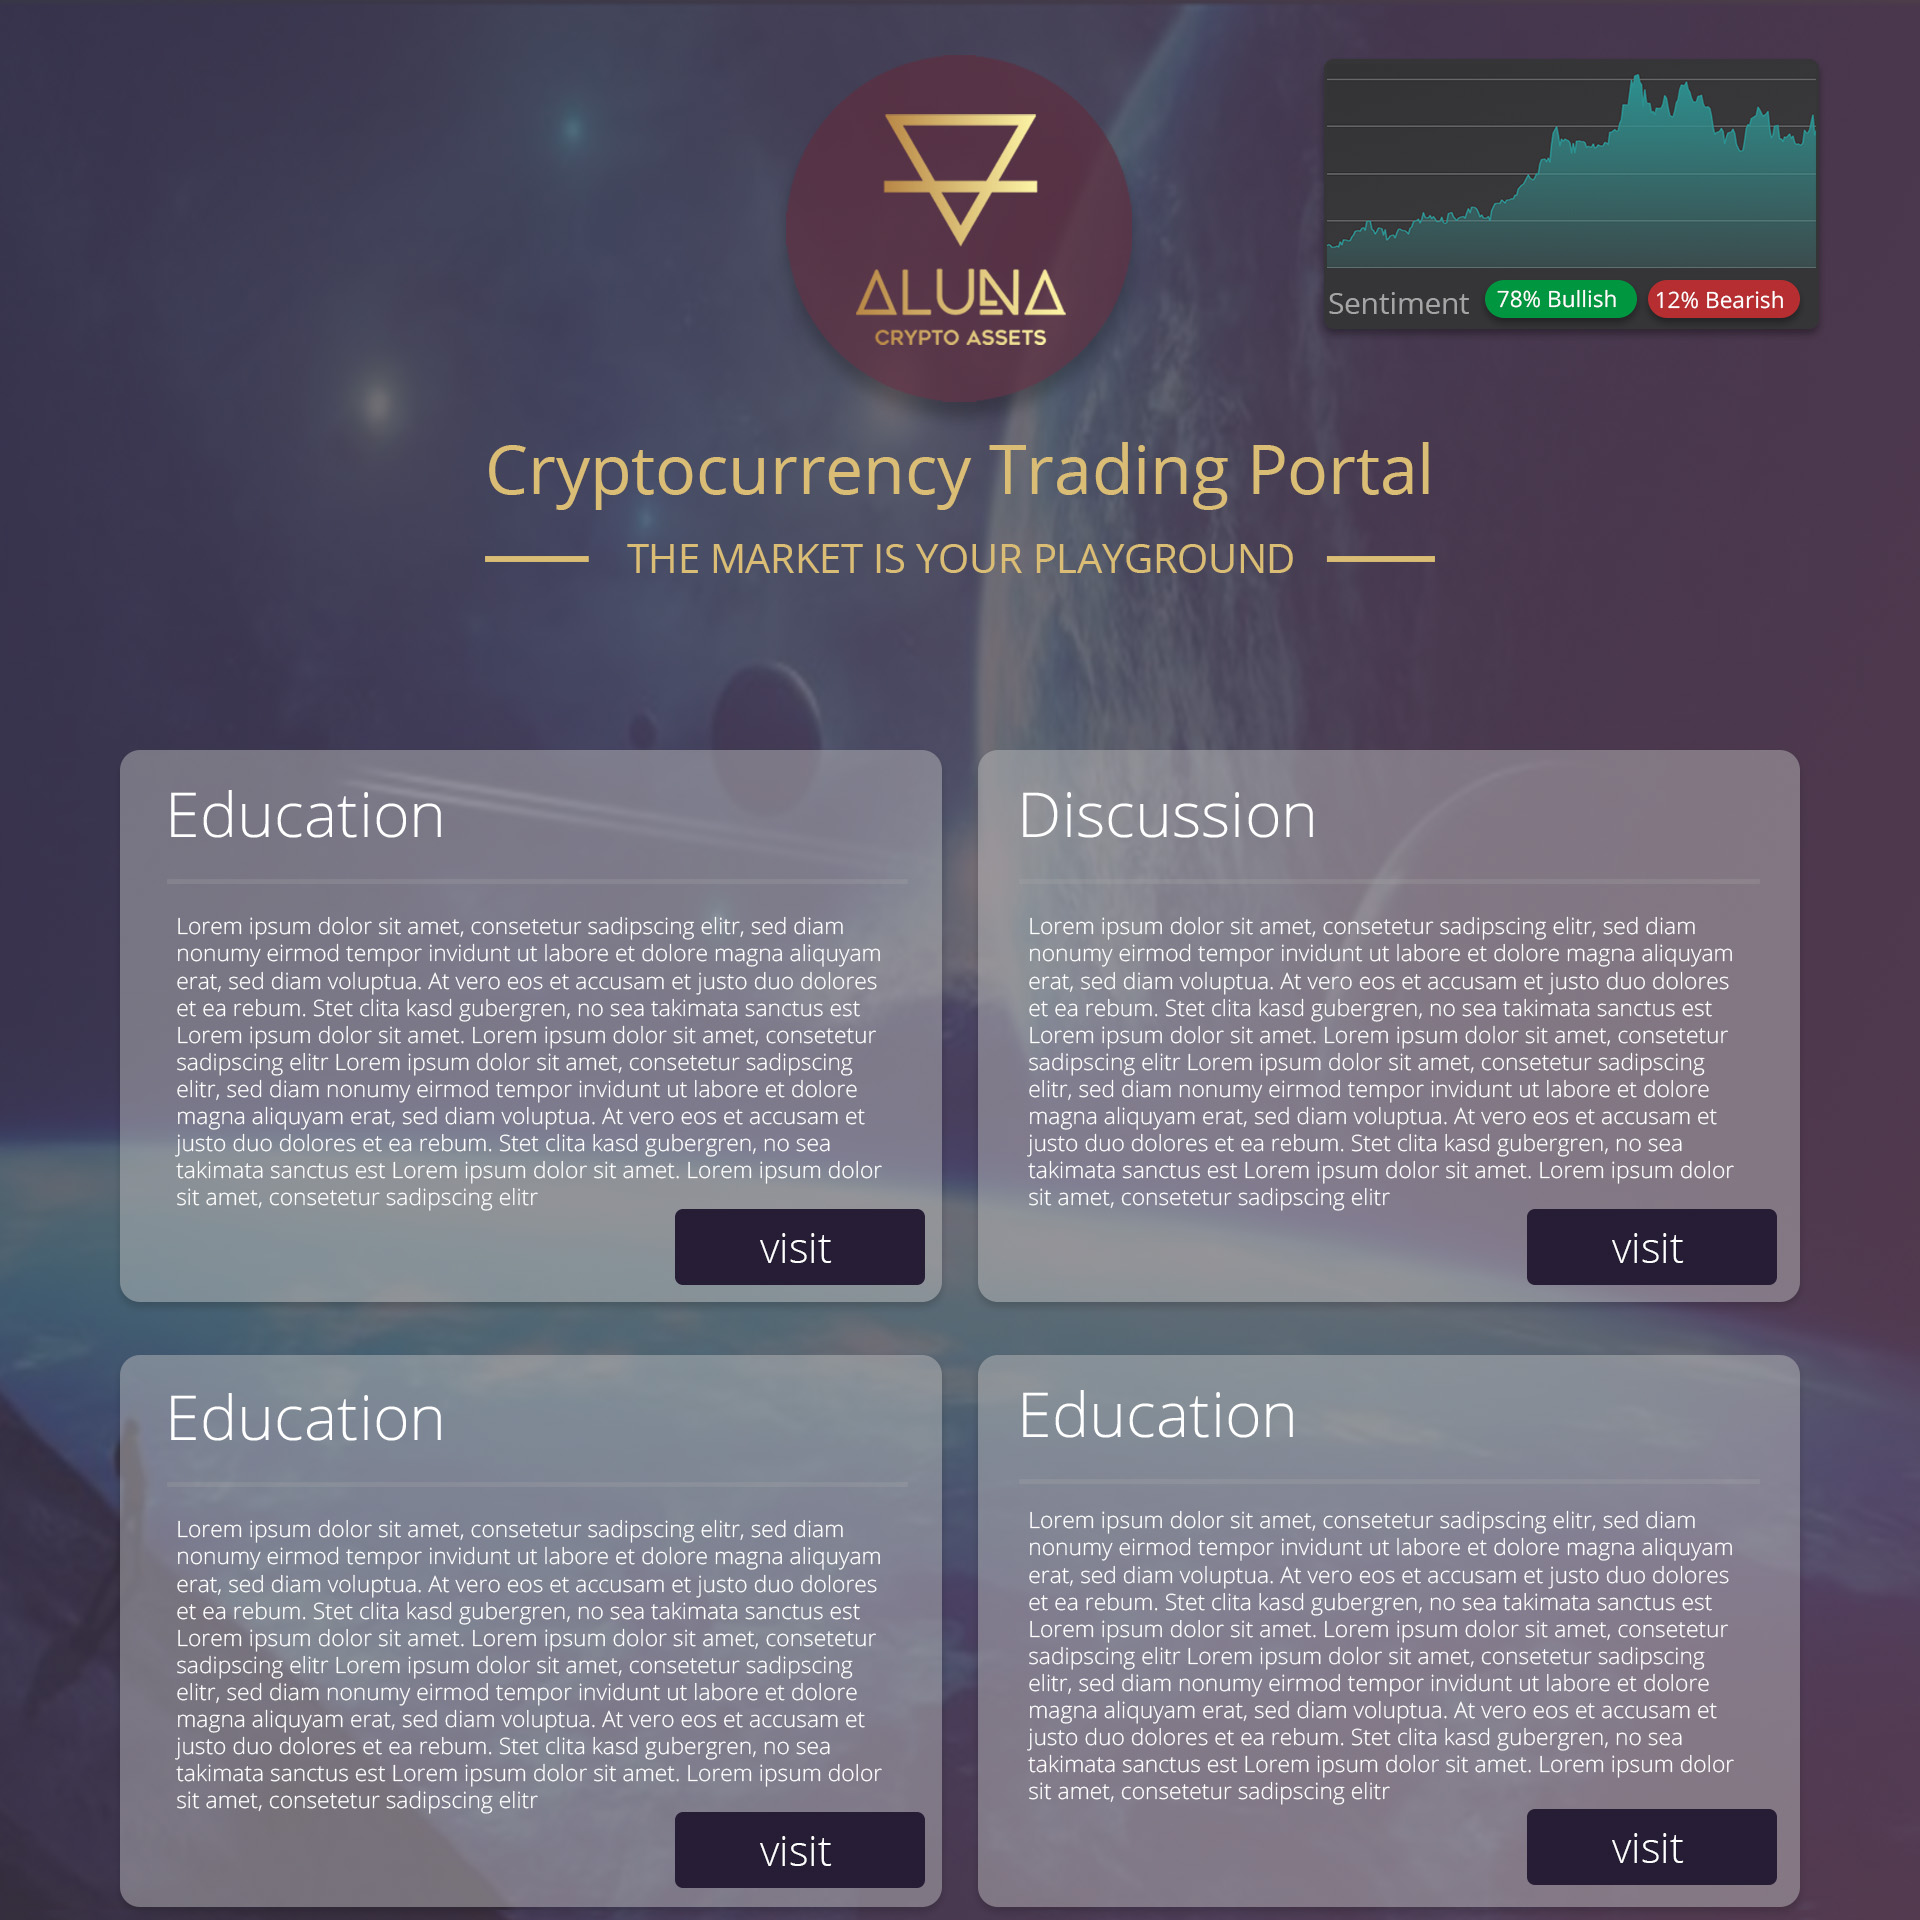 ALUNA
CRYPTO ASSETS
Sentiment 78% Bullish 12% Bearish
Cryptocurrency Trading Portal
THE MARKET IS YOUR PLAYGROUND
Education
Lorem ipsum dolor sit amet, consetetur sadipscing elitr, sed diam
nonumy eirmod tempor invidunt ut labore et dolore magna aliquyam
erat, sed diam voluptua. At vero eos et accusam et justo duo dolores
et ea rebum. Stet clita kasd gubergren, no sea takimata sanctus est
Lorem ipsum dolor sit amet. Lorem ipsum dolor sit amet, consetetur
sadipscing elitr Lorem ipsum dolor sit amet, consetetur sadipscing
elitr, sed diam nonumy eirmod tempor invidunt ut labore et dolore
magna aliquyam erat, sed diam voluptua. At vero eos et accusam et
justo duo dolores et ea rebum. Stet clita kasd gubergren, no sea
takimata sanctus est Lorem ipsum dolor sit amet. Lorem ipsum dolor
sit amet, consetetur sadipscing elitr
visit
Discussion
Lorem ipsum dolor sit amet, consetetur sadipscing elitr, sed diam
nonumy eirmod tempor invidunt ut labore et dolore magna aliquyam
erat, sed diam voluptua. At vero eos et accusam et justo duo dolores
et ea rebum. Stet clita kasd gubergren, no sea takimata sanctus est
Lorem ipsum dolor sit amet. Lorem ipsum dolor sit amet, consetetur
sadipscing elitr Lorem ipsum dolor sit amet, consetetur sadipscing
elitr, sed diam nonumy eirmod tempor invidunt ut labore et dolore
magna aliquyam erat, sed diam voluptua. At vero eos et accusam et
justo duo dolores et ea rebum. Stet clita kasd gubergren, no sea
takimata sanctus est Lorem ipsum dolor sit amet. Lorem ipsum dolor
sit amet, consetetur sadipscing elitr
visit
Education
Lorem ipsum dolor sit amet, consetetur sadipscing elitr, sed diam
nonumy eirmod tempor invidunt ut labore et dolore magna aliquyam
erat, sed diam voluptua. At vero eos et accusam et justo duo dolores
et ea rebum. Stet clita kasd gubergren, no sea takimata sanctus est
Lorem ipsum dolor sit amet. Lorem ipsum dolor sit amet, consetetur
sadipscing elitr Lorem ipsum dolor sit amet, consetetur sadipscing
elitr, sed diam nonumy eirmod tempor invidunt ut labore et dolore
magna aliquyam erat, sed diam voluptua. At vero eos et accusam et
justo duo dolores et ea rebum. Stet clita kasd gubergren, no sea
takimata sanctus est Lorem ipsum dolor sit amet. Lorem ipsum dolor
sit amet, consetetur sadipscing elitr
visit
Education
Lorem ipsum dolor sit amet, consetetur sadipscing elitr, sed diam
nonumy eirmod tempor invidunt ut labore et dolore magna aliquyam
erat, sed diam voluptua. At vero eos et accusam et justo duo dolores
et ea rebum. Stet clita kasd gubergren, no sea takimata sanctus est
Lorem ipsum dolor sit amet. Lorem ipsum dolor sit amet, consetetur
sadipscing elitr Lorem ipsum dolor sit amet, consetetur sadipscing
elitr, sed diam nonumy eirmod tempor invidunt ut labore et dolore
magna aliquyam erat, sed diam voluptua. At vero eos et accusam et
justo duo dolores et ea rebum. Stet clita kasd gubergren, no sea
takimata sanctus est Lorem ipsum dolor sit amet. Lorem ipsum dolor
sit amet, consetetur sadipscing elitr
visit